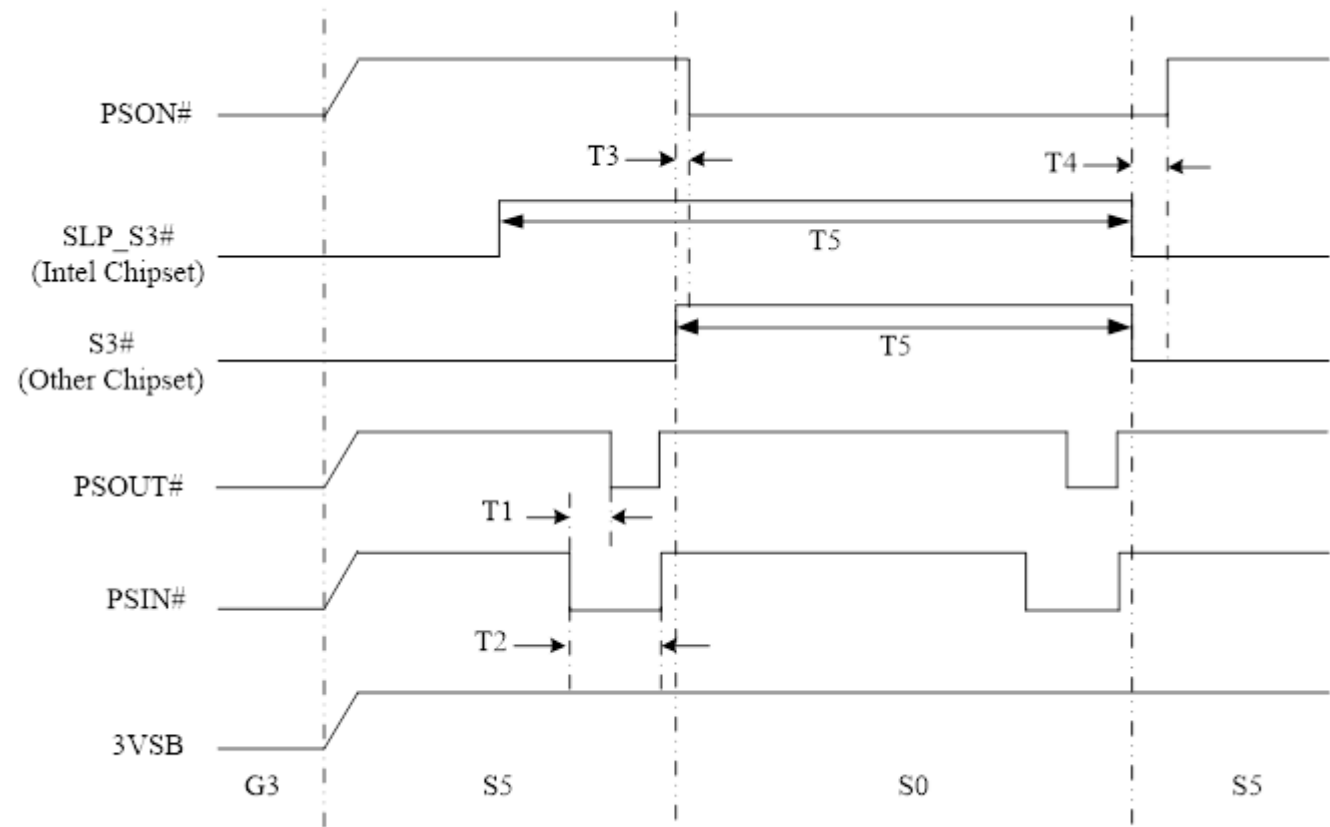 PSON#
T3
T4
SLP_S3#
(Intel Chipset)
T5
S3#
(Other Chipset)
T5
PSOUT#
T1
PSIN#
T2
3VSB
G3
S5
S0
S5